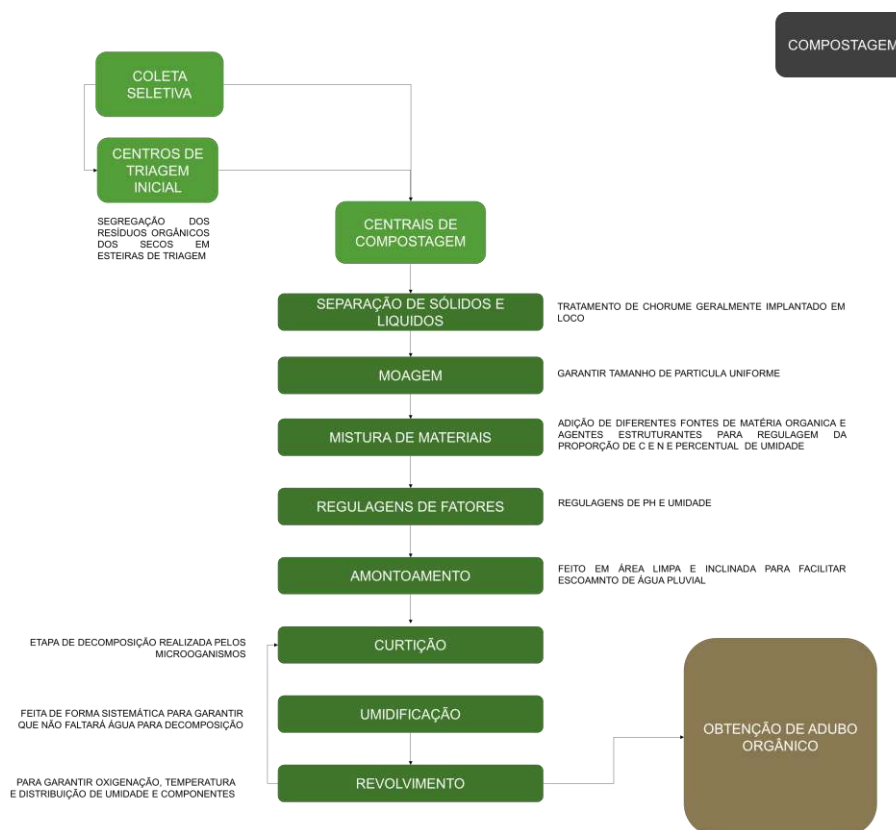 COMPOSTAGEM
COLETA
SELETIVA
CENTROS DE
TRIAGEM
INICIAL
SEGREGAÇÃO DOS
RESÍDUOS ORGÂNICOS
DOS SECOS EM
ESTEIRAS DE TRIAGEM
CENTRAIS DE
COMPOSTAGEM
SEPARAÇÃO DE SÓLIDOS E
LIQUIDOS
TRATAMENTO DE CHORUME GERALMENTE IMPLANTADO EM
LOCO
MOAGEM
GARANTIR TAMANHO DE PARTICULA UNIFORME
MISTURA DE MATERIAIS
ADIÇÃO DE DIFERENTES FONTES DE MATÉRIA ORGANICA E
AGENTES ESTRUTURANTES PARA REGULAGEM DA
PROPORÇÃO DE C E N E PERCENTUAL DE UMIDADE
REGULAGENS DE FATORES
REGULAGENS DE PH E UMIDADE
AMONTOAMENTO
FEITO EM ÁREA LIMPA E INCLINADA PARA FACILITAR
ESCOAMNTO DE ÁGUA PLUVIAL
ETAPA DE DECOMPOSIÇÃO REALIZADA PELOS
MICROOGANISMOS
CURTIÇÃO
FEITA DE FORMA SISTEMÁTICA PARA GARANTIR
QUE NÃO FALTARÁ ÁGUA PARA DECOMPOSIÇÃO
UMIDIFICAÇÃO
OBTENÇÃO DE ADUBO
ORGÂNICO
PARA GARANTIR OXIGENAÇÃO, TEMPERATURA
E DISTRIBUIÇÃO DE UMIDADE E COMPONENTES
REVOLVIMENTO